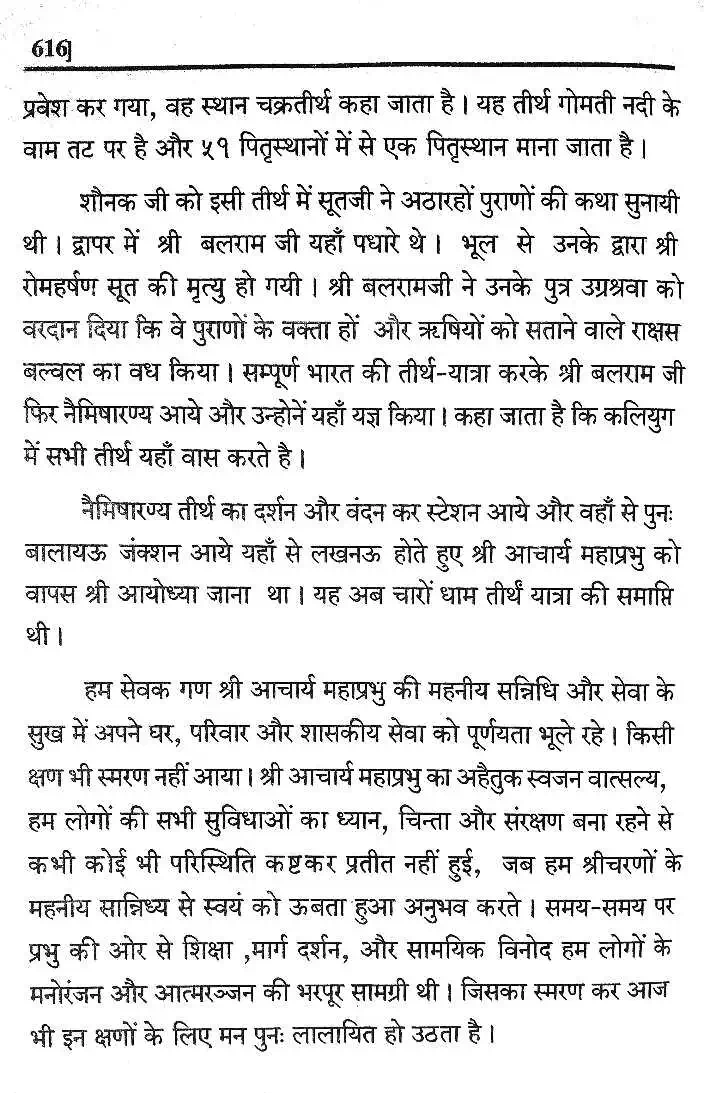 616]
प्रवेश कर गया, वह स्थान चक्रतीर्थ कहा जाता है। यह तीर्थ गोमती नदी के
वाम तट पर है और ५१ पितृस्थानों में से एक पितृस्थान माना जाता है।
शौनक जी को इसी तीर्थ में सूतजी ने अठारहों पुराणों की कथा सुनायी
थी। द्वापर में श्री बलराम जी यहाँ पधारे थे। भूल से उनके द्वारा श्री
रोमहर्षण सूत की मृत्यु हो गयी। श्री बलरामजी ने उनके पुत्र उग्रश्रवा को
वरदान दिया कि वे पुराणों के वक्ता हों और ऋषियों को सताने वाले राक्षस
बल्वल का वध किया। सम्पूर्ण भारत की तीर्थ-यात्रा करके श्री बलराम जी
फिर नैमिषारण्य आये और उन्होनें यहाँ यज्ञ किया। कहा जाता है कि कलियुग
में सभी तीर्थ यहाँ वास करते है।
नैमिषारण्य तीर्थ का दर्शन और वंदन कर स्टेशन आये और वहाँ से पुनः
बालायऊ जंक्शन आये यहाँ से लखनऊ होते हुए श्री आचार्य महाप्रभु को
वापस श्री आयोध्या जाना था। यह अब चारों धाम तीर्थं यात्रा की समाप्ति
थी।
हम सेवक गण श्री आचार्य महाप्रभु की महनीय सन्निधि और सेवा के
सुख में अपने घर, परिवार और शासकीय सेवा को पूर्णयता भूले रहे। किसी
क्षण भी स्मरण नहीं आया। श्री आचार्य महाप्रभु का अहैतुक स्वजन वात्सल्य,
हम लोगों की सभी सुविधाओं का ध्यान, चिन्ता और संरक्षण बना रहने से
कभी कोई भी परिस्थिति कष्टकर प्रतीत नहीं हुई, जब हम श्रीचरणों के
महनीय सान्निध्य से स्वयं को ऊबता हुआ अनुभव करते। समय-समय पर
प्रभु की ओर से शिक्षा ,मार्ग दर्शन, और सामयिक विनोद हम लोगों के
मनोरंजन और आत्मरञ्जन की भरपूर सामग्री थी। जिसका स्मरण कर आज
भी इन क्षणों के लिए मन पुनः लालायित हो उठता है।